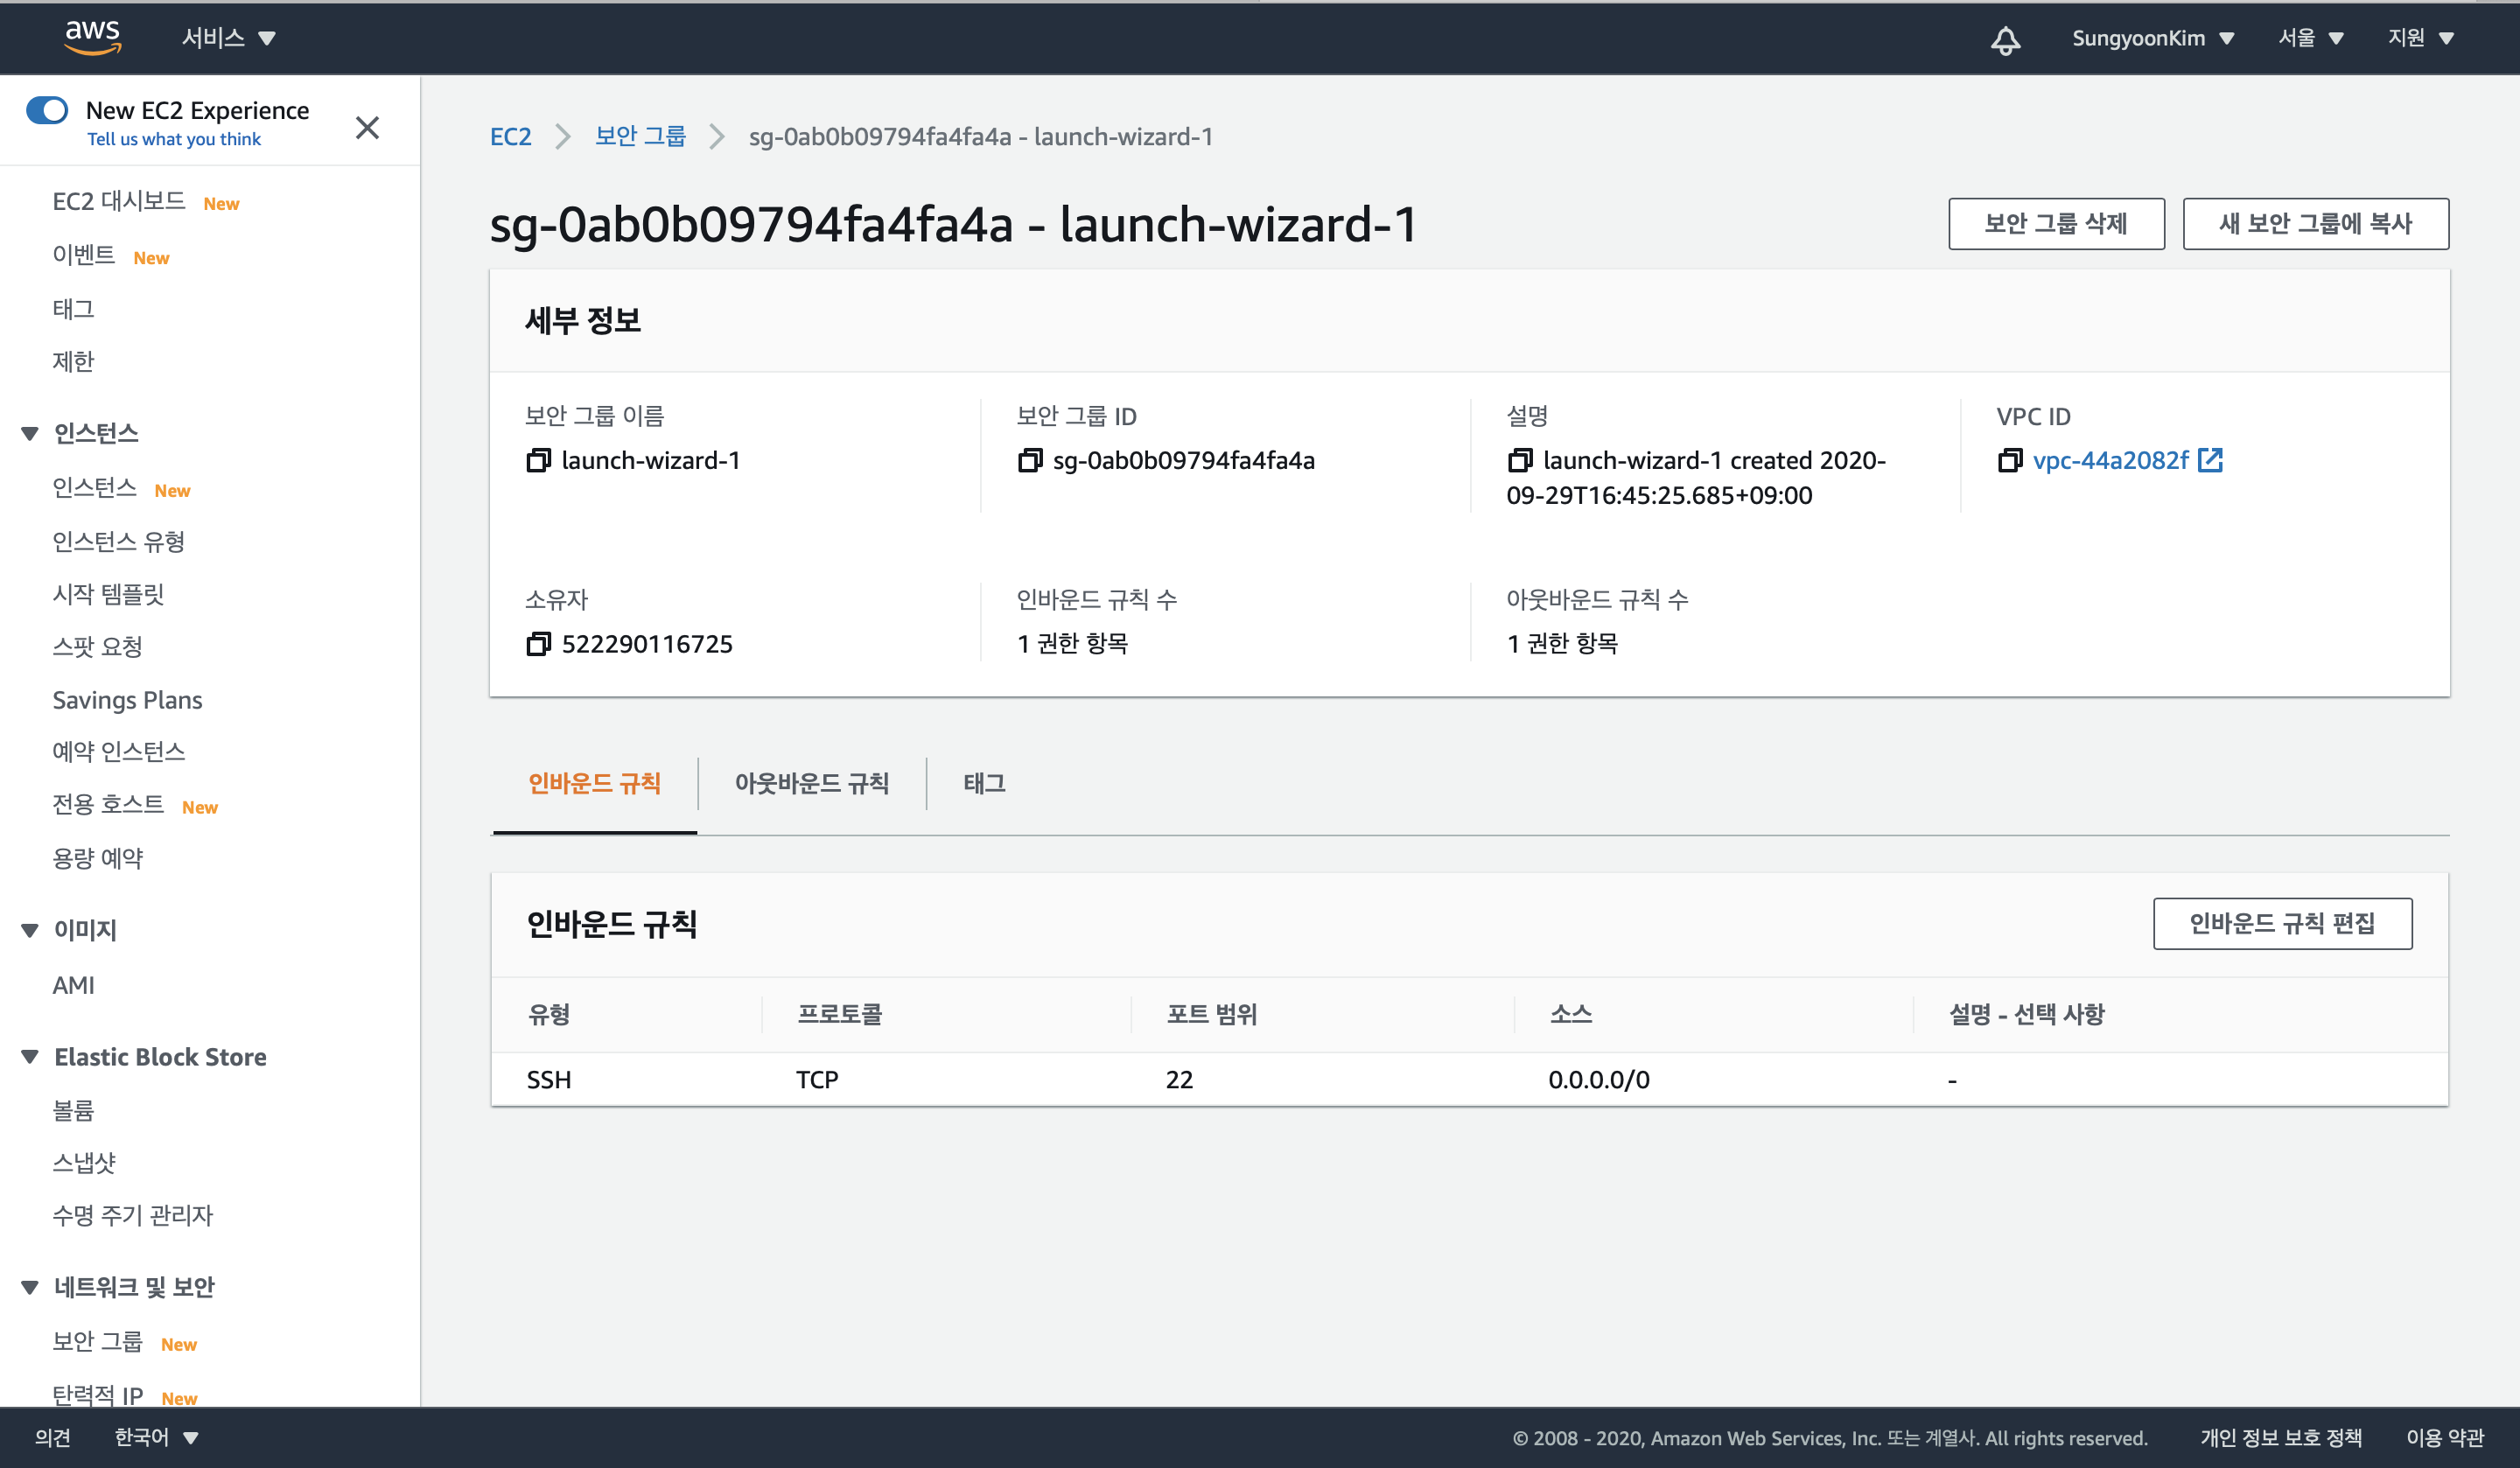 aws 서비스 SungyoonKim 서울 지원
New EC2 Experience
Tell us what you think
EC2 대시보드 New
이벤트 New
태그
제한
인스턴스
인스턴스 New
인스턴스 유형
시작 템플릿
스팟 요청
Savings Plans
예약 인스턴스
전용 호스트 New
용량 예약
이미지
AMI
Elastic Block Store
볼륨
스냅샷
수명 주기 관리자
네트워크 및 보안
보안 그룹 New
탄력적 IP New
EC2 보안 그룹 sg-0ab0b09794fa4fa4a - launch-wizard-1
sg-0ab0b09794fa4fa4a - launch-wizard-1
보안 그룹 삭제 새 보안 그룹에 복사
세부 정보
보안 그룹 이름
launch-wizard-1
보안 그룹 ID
sg-0ab0b09794fa4fa4a
설명
launch-wizard-1 created 2020-
09-29T16:45:25.685+09:00
VPC ID
vpc-44a2082f
소유자
522290116725
인바운드 규칙 수
1 권한 항목
아웃바운드 규칙 수
1 권한 항목
인바운드 규칙 아웃바운드 규칙 태그
인바운드 규칙 인바운드 규칙 편집
유형 프로토콜 포트 범위 소스 설명 - 선택 사항
SSH TCP 22 0.0.0.0/0 -
의견 한국어 © 2008 - 2020, Amazon Web Services, Inc. 또는 계열사. All rights reserved. 개인 정보 보호 정책 이용 약관